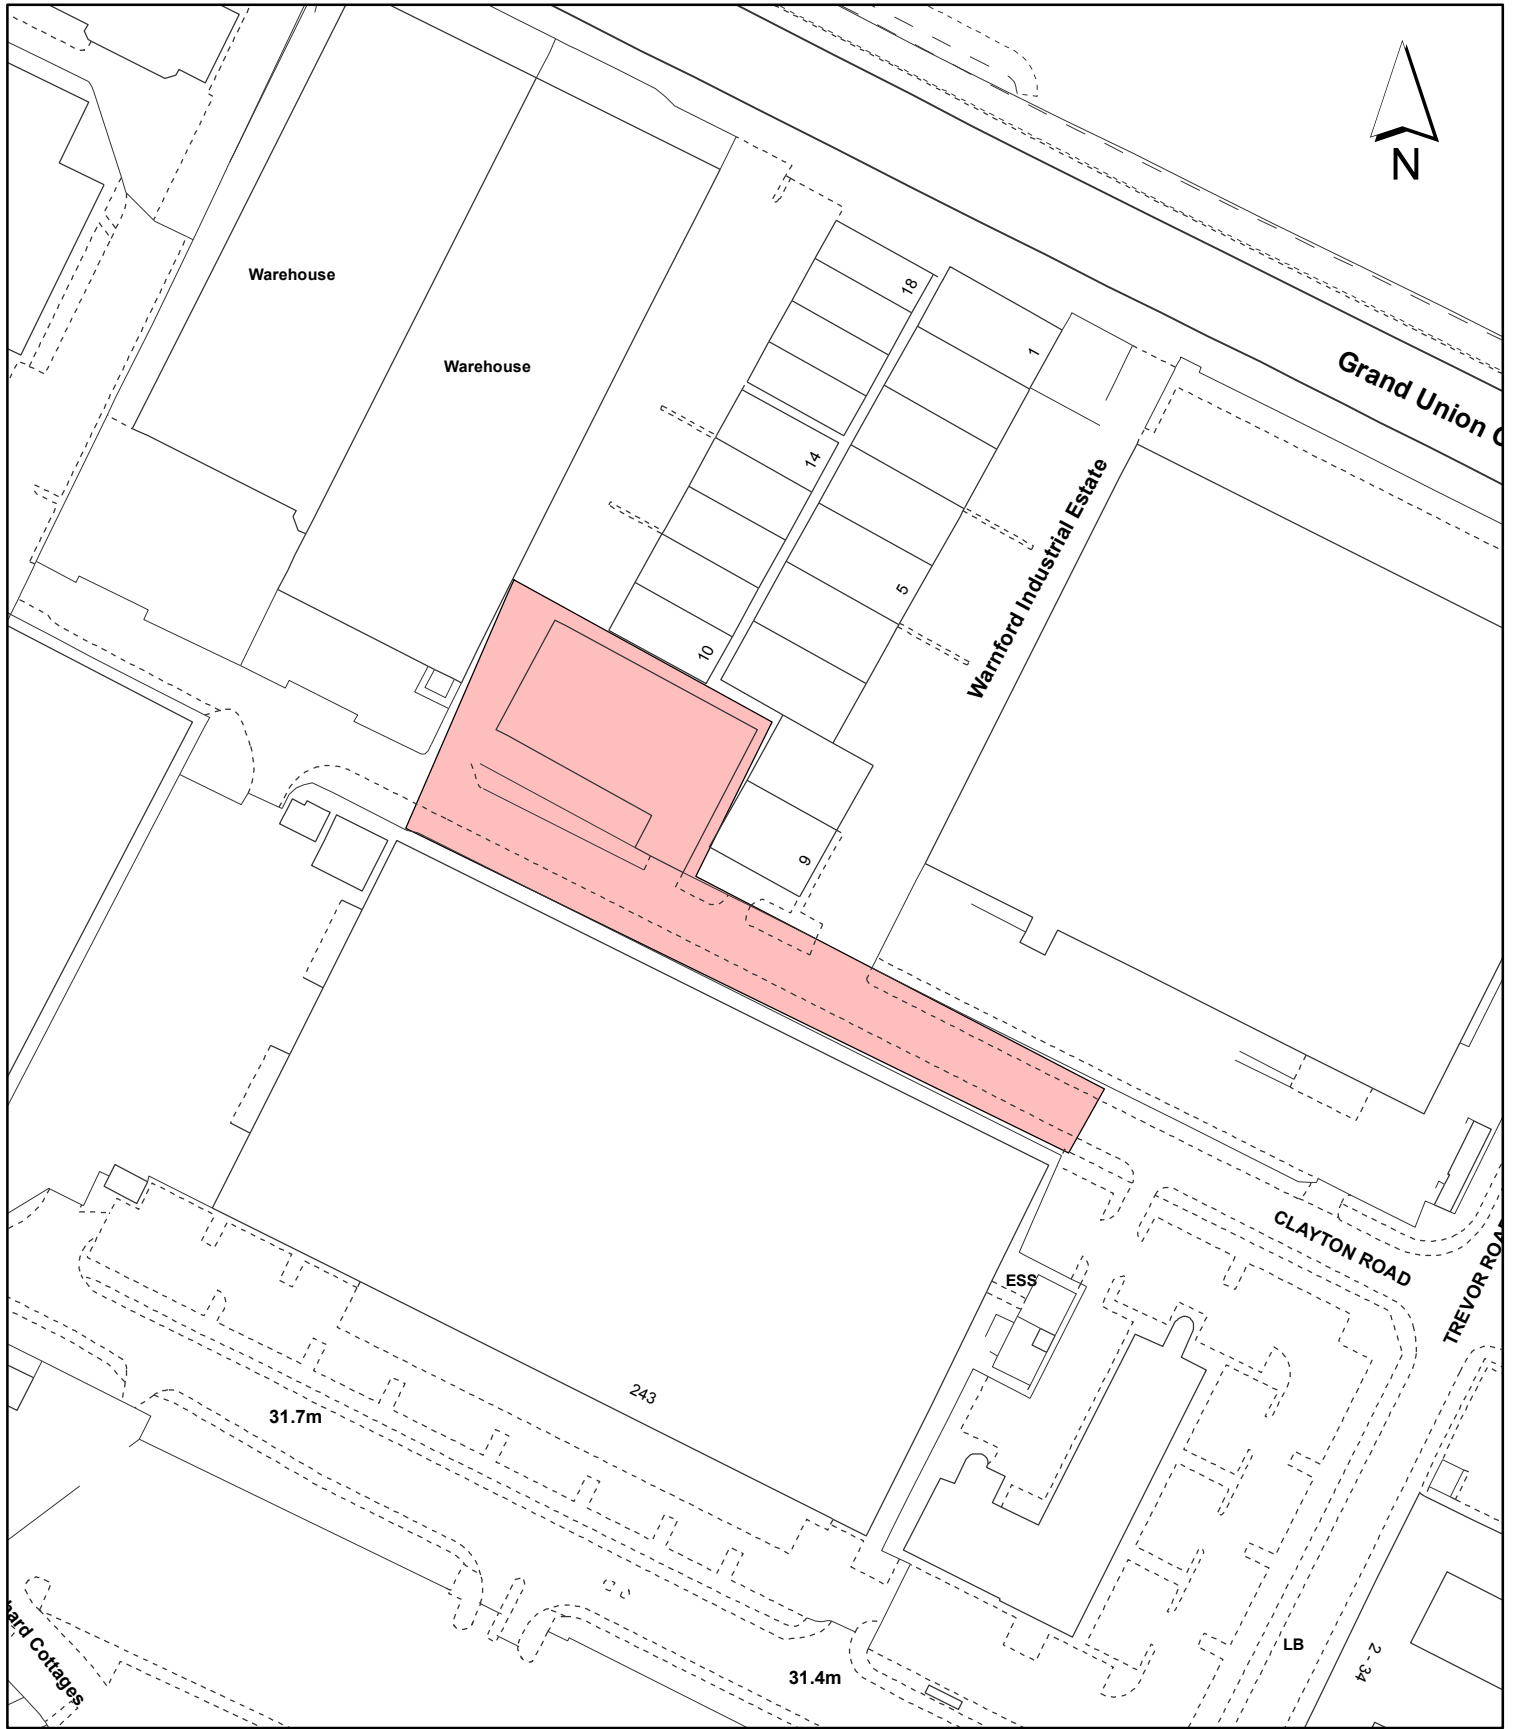 N
Warehouse
18
1
Grand Union
Warehouse
14
Warnford Industrial Estate
5
10
9
CLAYTON ROAD
TREVOR ROA
ESS
243
31.7m
hard Cottages
31.4m
LB
2 - 34